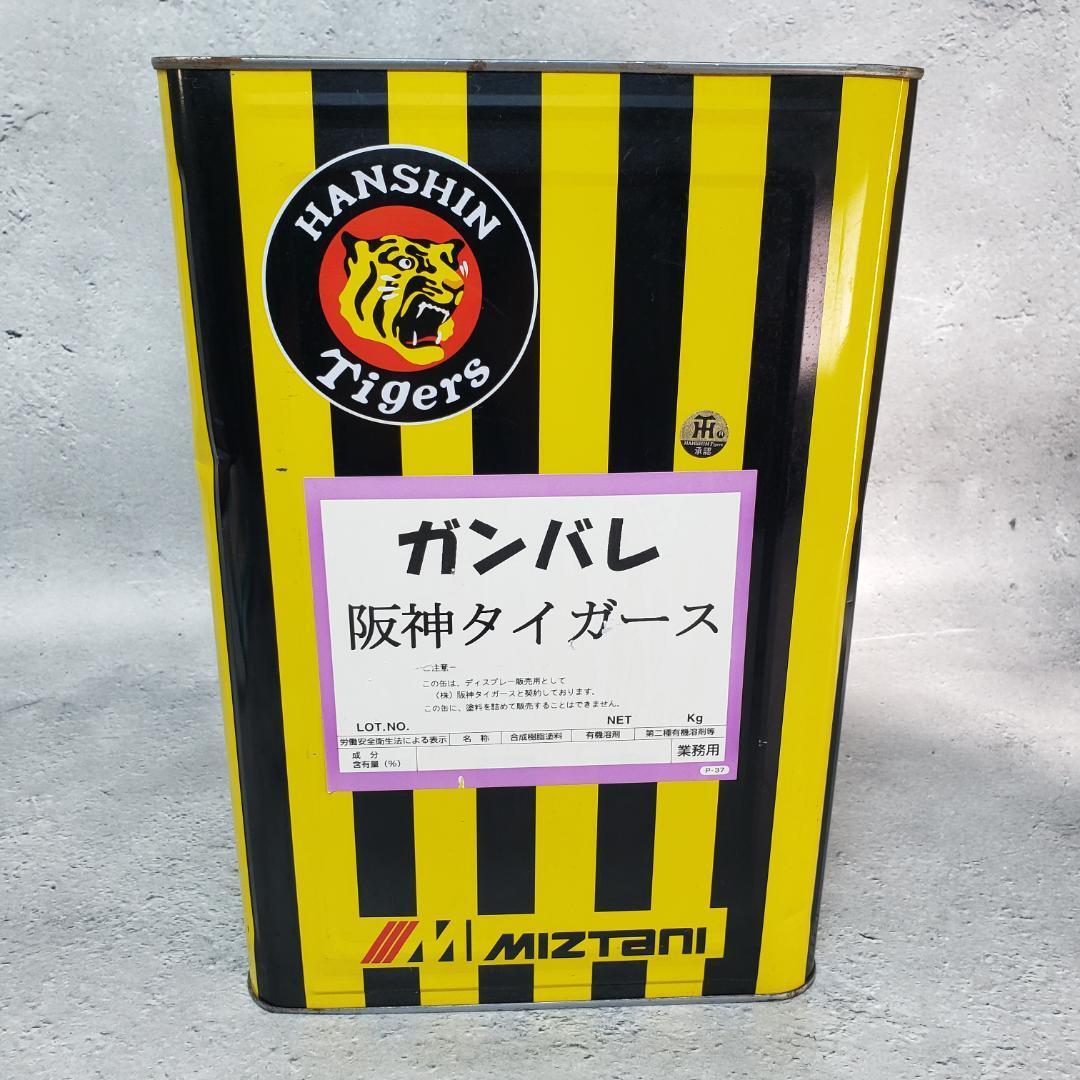 HANSHIN
Tigers
HANSHIN Tigers
承認
ガンバレ
阪神タイガース
ーご注意ー
この缶は、ディスプレー販売用として
(株)阪神タイガースと契約しております。
この缶に、塗料を詰めて販売することはできません。
LOT.NO. NET Kg
労働安全衛生法による表示 名 称 合成樹脂塗料 有機溶剤 第二種有機溶剤等
成 分
含有量(%)
業務用
P-37
MIZTANI